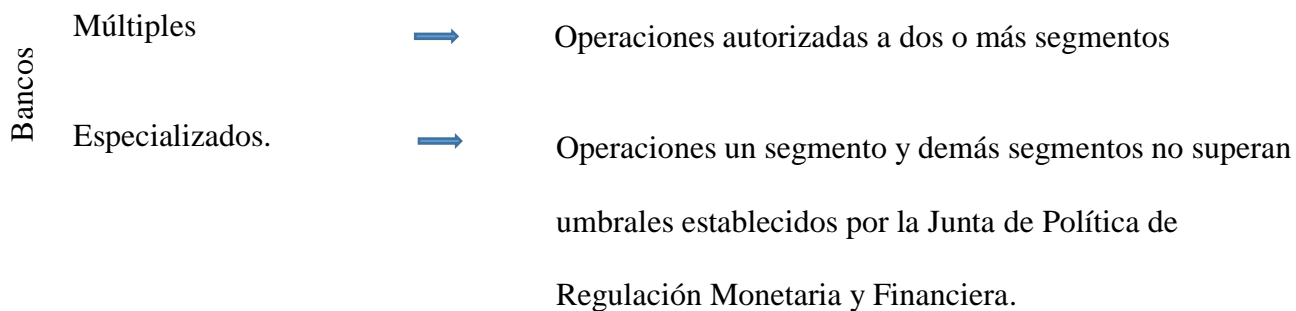 Bancos
Múltiples
Operaciones autorizadas a dos o más segmentos
Especializados.
Operaciones un segmento y demás segmentos no superan
umbrales establecidos por la Junta de Política de
Regulación Monetaria y Financiera.